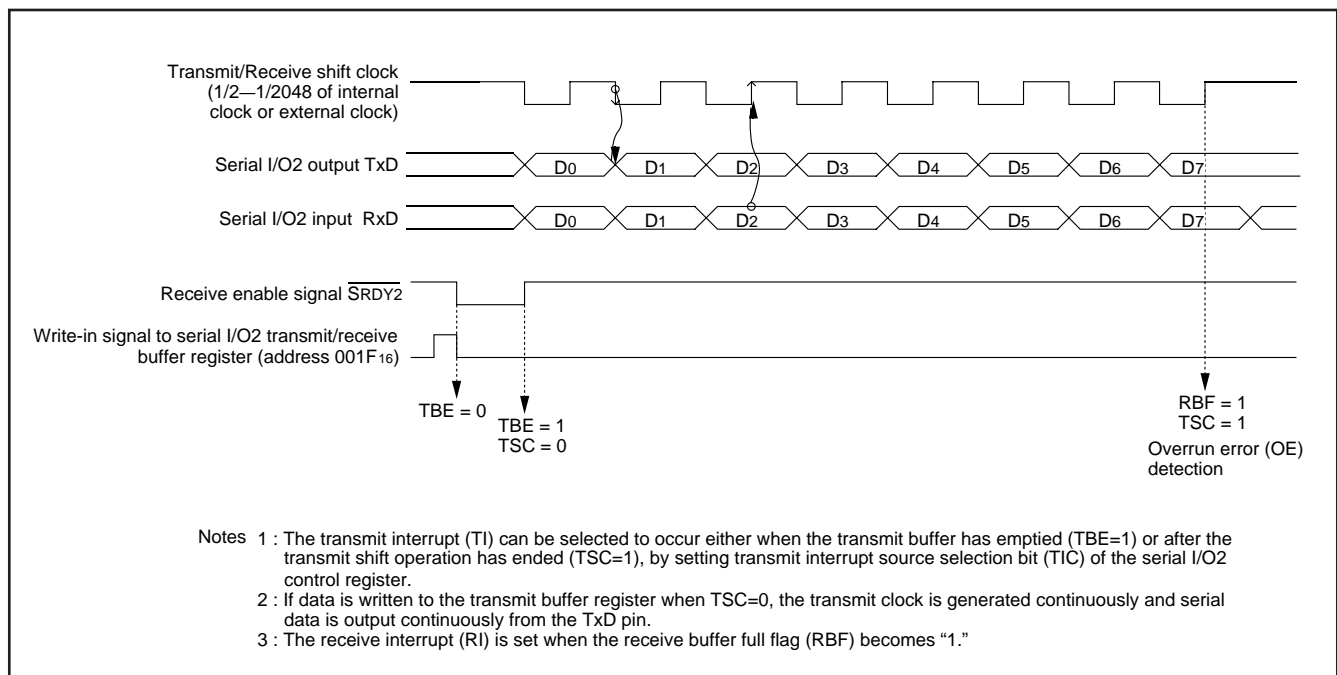 Transmit/Receive shift clock
(1/2—1/2048 of internal
clock or external clock)
Serial I/O2 output TxD
D0 D1 D2 D3 D4 D5 D6 D7
Serial I/O2 input RxD
D0 D1 D2 D3 D4 D5 D6 D7
Receive enable signal SRDY2
Write-in signal to serial I/O2 transmit/receive
buffer register (address 001F16)
TBE = 0
TBE = 1
TSC = 0
RBF = 1
TSC = 1
Overrun error (OE)
detection
Notes 1 : The transmit interrupt (TI) can be selected to occur either when the transmit buffer has emptied (TBE=1) or after the
transmit shift operation has ended (TSC=1), by setting transmit interrupt source selection bit (TIC) of the serial I/O2
control register.
2 : If data is written to the transmit buffer register when TSC=0, the transmit clock is generated continuously and serial
data is output continuously from the TxD pin.
3 : The receive interrupt (RI) is set when the receive buffer full flag (RBF) becomes “1.”